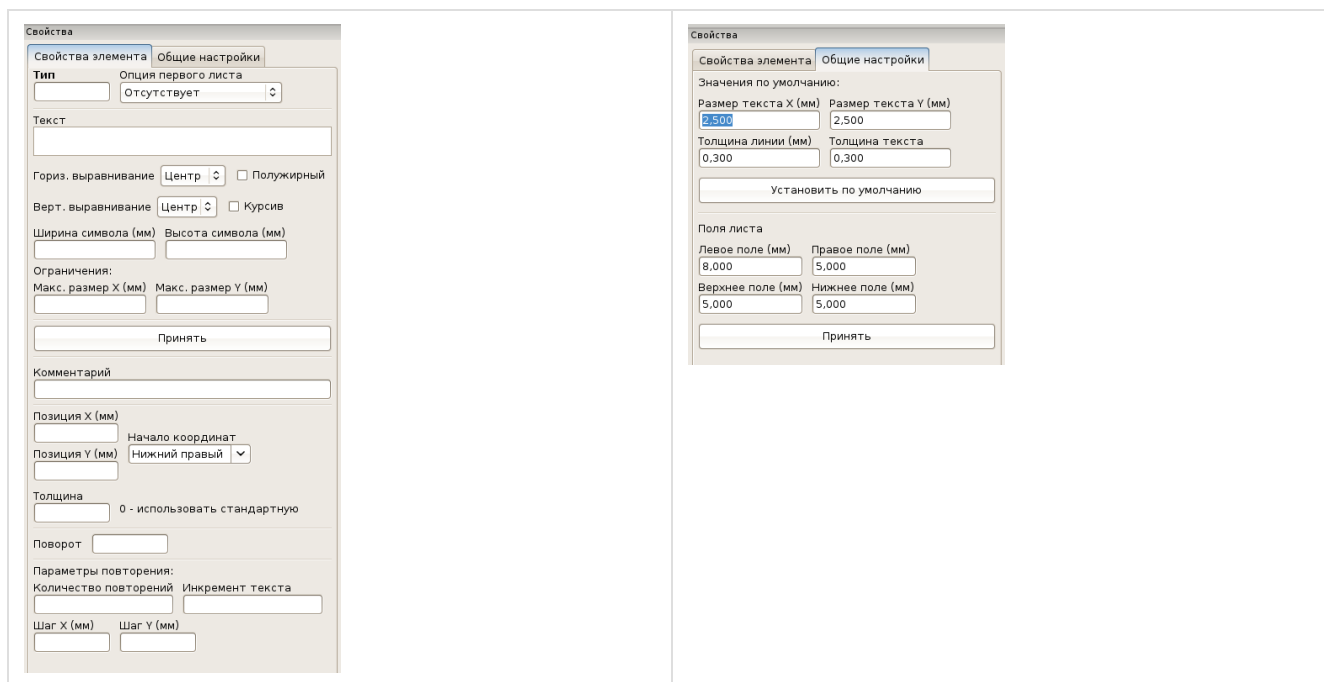 Свойства
Свойства элемента Общие настройки
Тип Опция первого листа
Отсутствует
Текст
Гориз. выравнивание Центр Полужирный
Верт. выравнивание Центр Курсив
Ширина символа (мм) Высота символа (мм)
Ограничения:
Макс. размер X (мм) Макс. размер Y (мм)
Принять
Комментарий
Позиция X (мм)
Начало координат
Позиция Y (мм) Нижний правый
Толщина
0 - использовать стандартную
Поворот
Параметры повторения:
Количество повторений Инкремент текста
Шаг X (мм) Шаг Y (мм)
Свойства
Свойства элемента Общие настройки
Значения по умолчанию:
Размер текста X (мм) Размер текста Y (мм)
2,500 2,500
Толщина линии (мм) Толщина текста
0,300 0,300
Установить по умолчанию
Поля листа
Левое поле (мм) Правое поле (мм)
8,000 5,000
Верхнее поле (мм) Нижнее поле (мм)
5,000 5,000
Принять